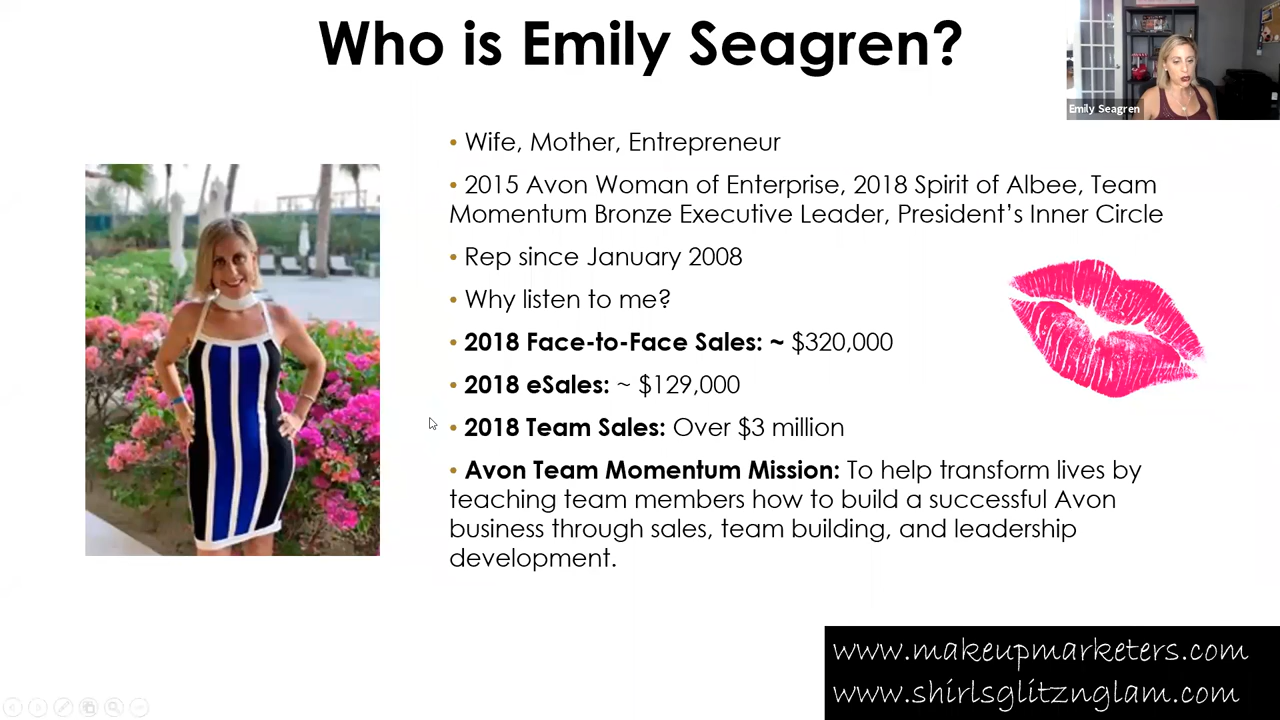 Who is Emily Seagren?
Emily Seagren
• Wife, Mother, Entrepreneur
• 2015 Avon Woman of Enterprise, 2018 Spirit of Albee, Team
Momentum Bronze Executive Leader, President’s Inner Circle
• Rep since January 2008
• Why listen to me?
• 2018 Face-to-Face Sales: ~ $320,000
• 2018 eSales: ~ $129,000
• 2018 Team Sales: Over $3 million
• Avon Team Momentum Mission: To help transform lives by
teaching team members how to build a successful Avon
business through sales, team building, and leadership
development.
www.makeupmarketers.com
www.shirlsglitznglam.com